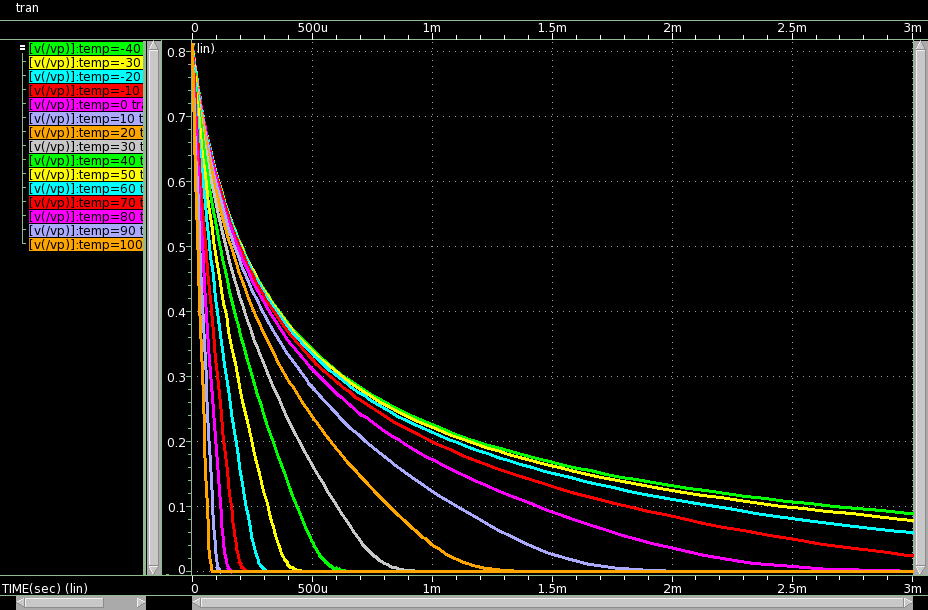 tran
0 500u 1m 1.5m 2m 2.5m 3m
(lin)
[v(/vp)]:temp=-40
[v(/vp)]:temp=-30
[v(/vp)]:temp=-20
[v(/vp)]:temp=-10
[v(/vp)]:temp=0 tr
[v(/vp)]:temp=10 t
[v(/vp)]:temp=20 t
[v(/vp)]:temp=30 t
[v(/vp)]:temp=40 t
[v(/vp)]:temp=50 t
[v(/vp)]:temp=60 t
[v(/vp)]:temp=70 t
[v(/vp)]:temp=80 t
[v(/vp)]:temp=90 t
[v(/vp)]:temp=100
0.8
0.7
0.6
0.5
0.4
0.3
0.2
0.1
0
TIME(sec) (lin)
0 500u 1m 1.5m 2m 2.5m 3m